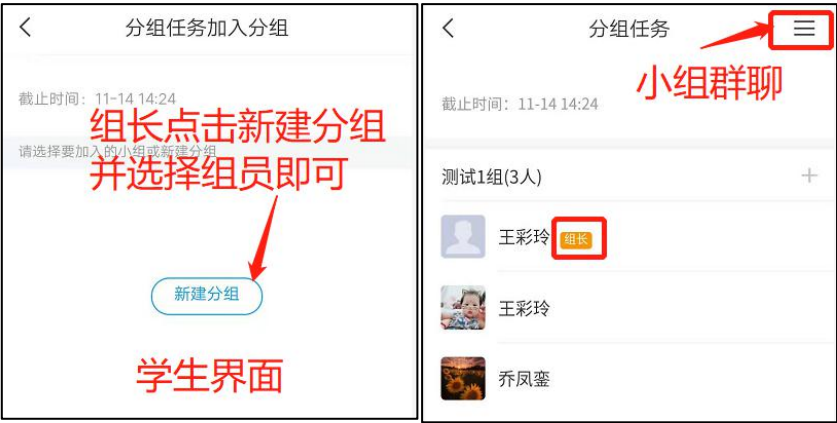 分组任务加入分组
截止时间：11-14 14:24
组长点击新建分组
请选择要加入的小组或新建分组
并选择组员即可
新建分组
学生界面
分组任务
小组群聊
截止时间：11-14 14:24
测试1组(3人)
王彩玲 组长
王彩玲
乔凤銮